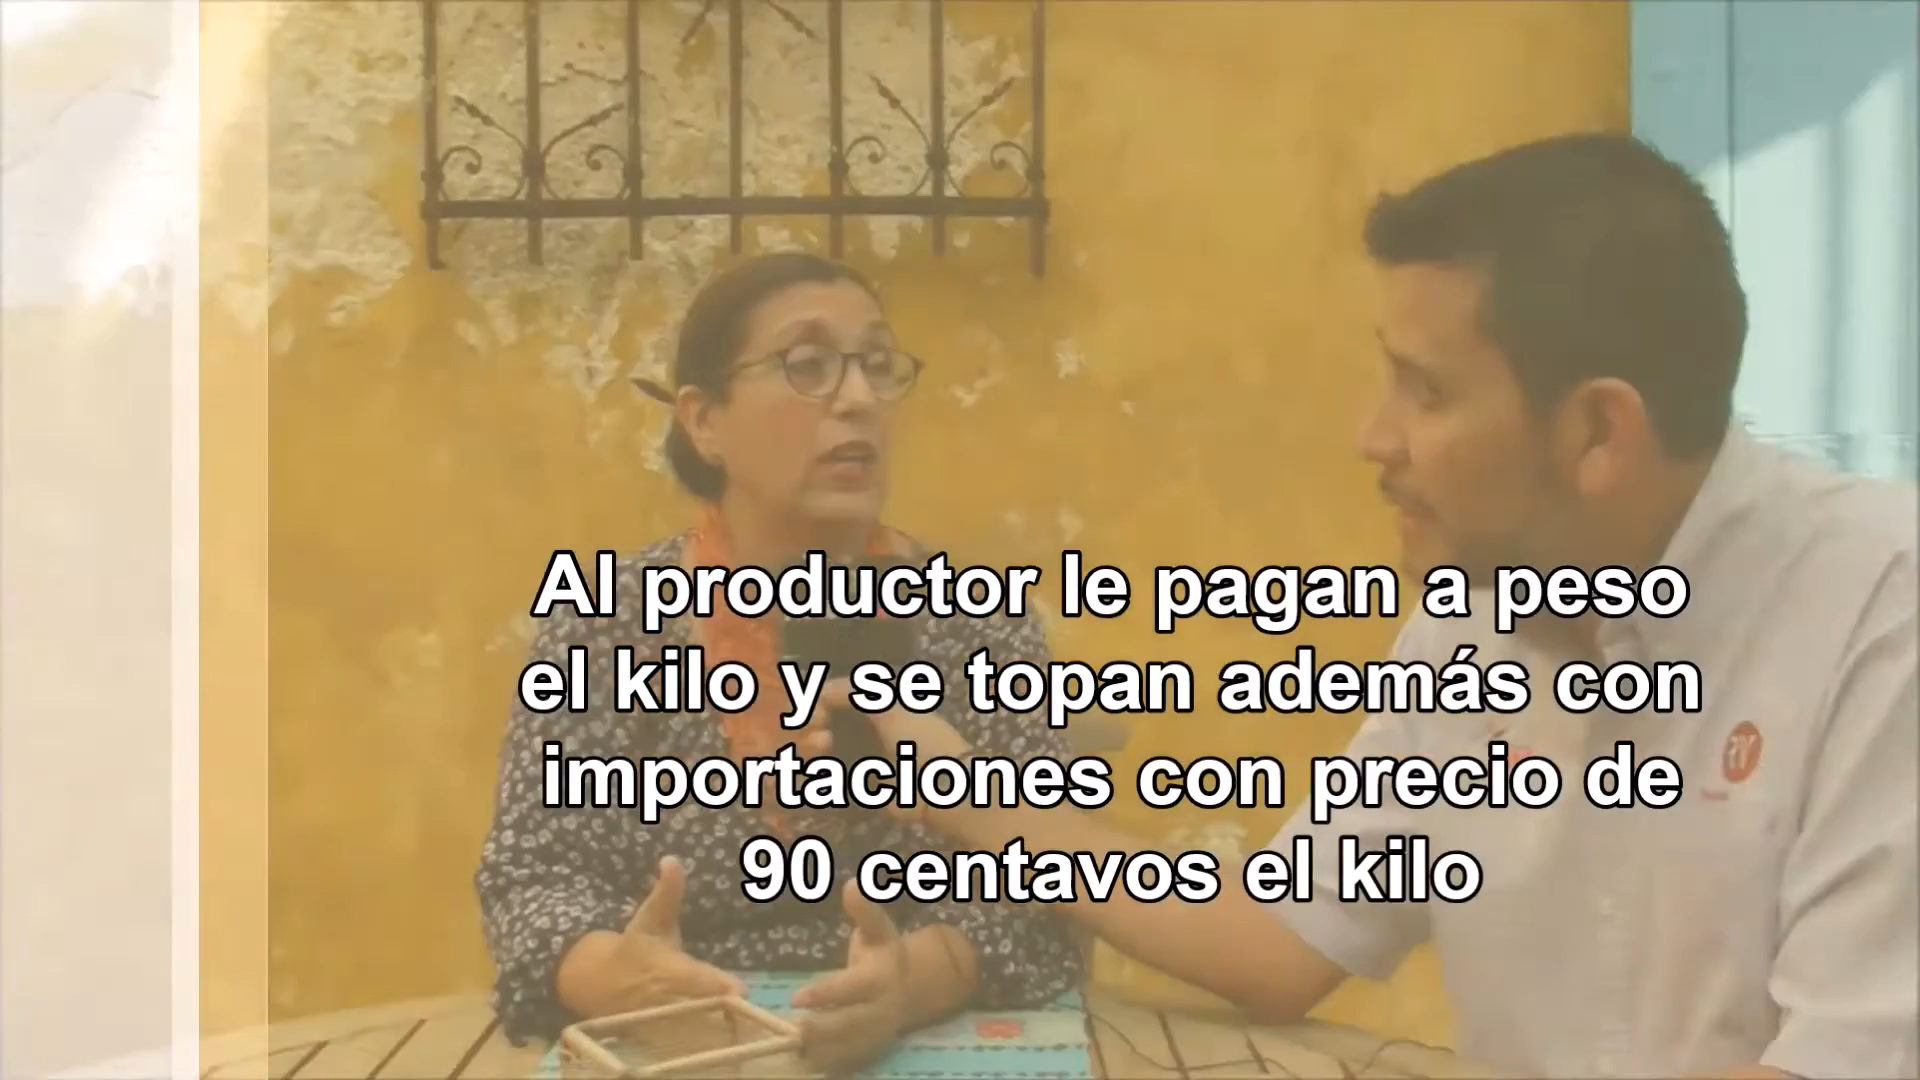 Al productor le pagan a peso
el kilo y se topan además con
importaciones con precio de
90 centavos el kilo